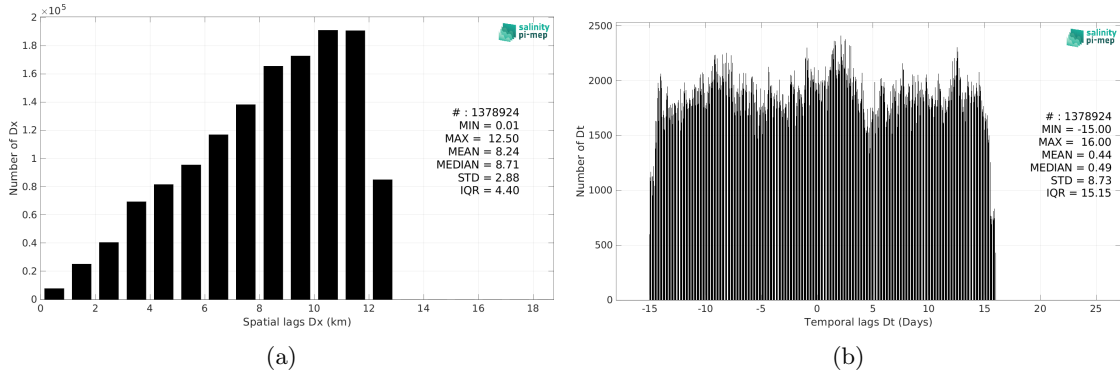 ×10⁵
2
1.8
1.6
1.4
1.2
1
0.8
0.6
0.4
0.2
0
Number of Dx
0 2 4 6 8 10 12 14 16 18
Spatial lags Dx (km)
salinity
pi-mep
# : 1378924
MIN = 0.01
MAX = 12.50
MEAN = 8.24
MEDIAN = 8.71
STD = 2.88
IQR = 4.40
(a)
2500
2000
1500
1000
500
0
Number of Dt
-15 -10 -5 0 5 10 15 20 25
Temporal lags Dt (Days)
salinity
pi-mep
# : 1378924
MIN = -15.00
MAX = 16.00
MEAN = 0.44
MEDIAN = 0.49
STD = 8.73
IQR = 15.15
(b)